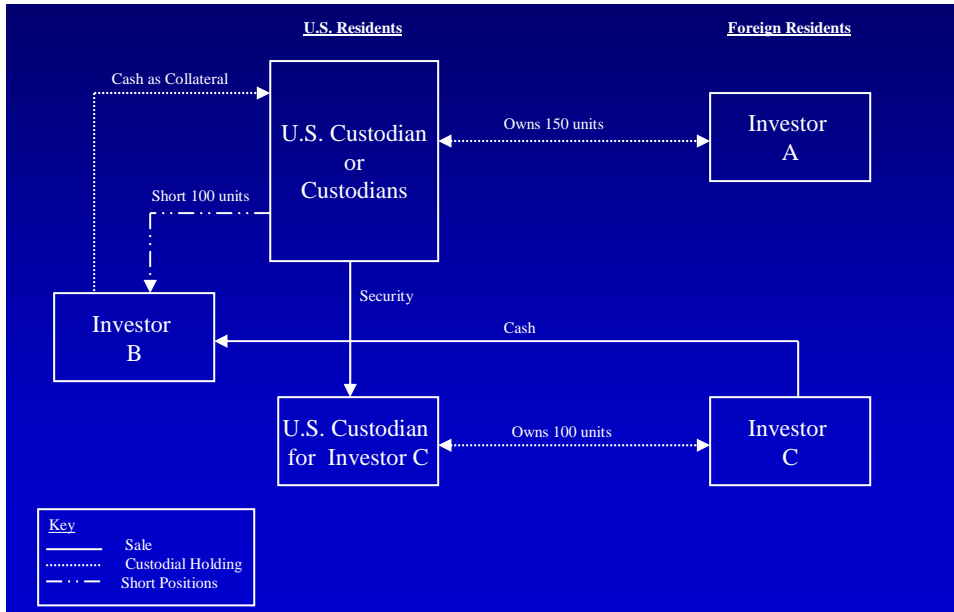 U.S. Residents
Foreign Residents
Cash as Collateral
U.S. Custodian
or
Custodians
Owns 150 units
Investor
A
Short 100 units
Security
Investor
B
Cash
U.S. Custodian
for Investor C
Owns 100 units
Investor
C
Key
Sale
Custodial Holding
Short Positions